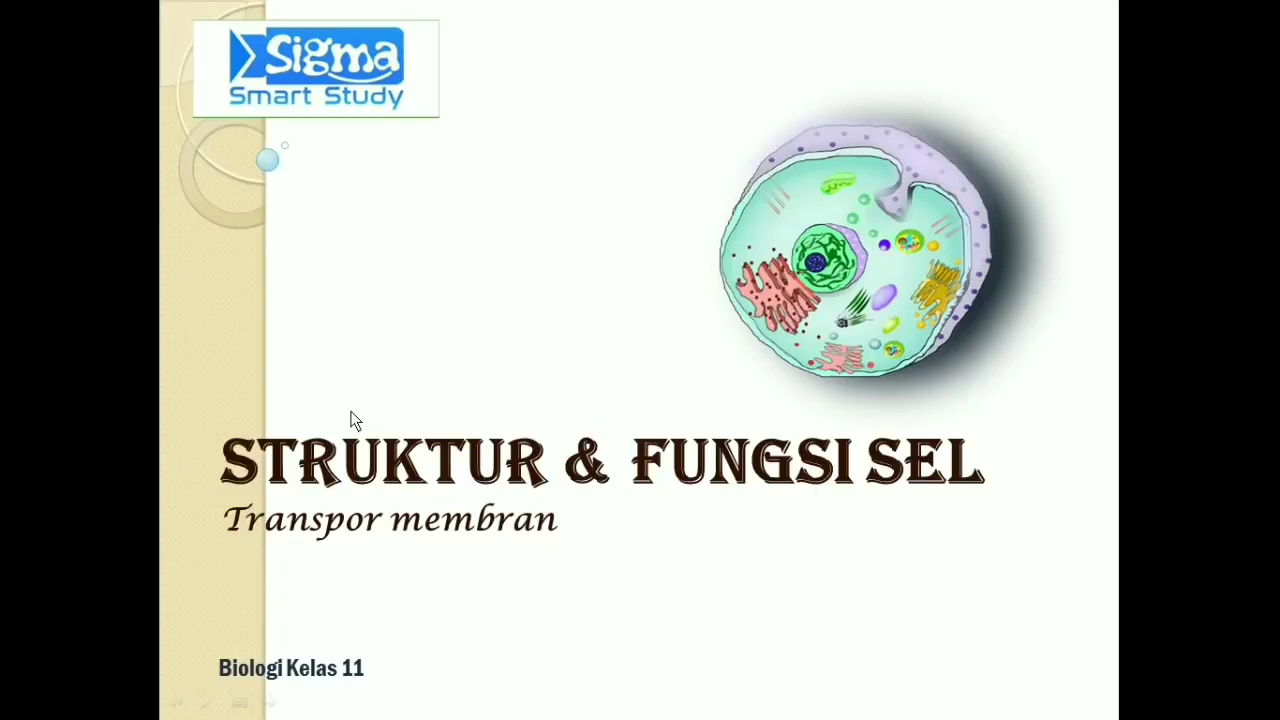 Sigma
Smart Study
STRUKTUR & FUNGSI SEL
Transpor membran
Biologi Kelas 11